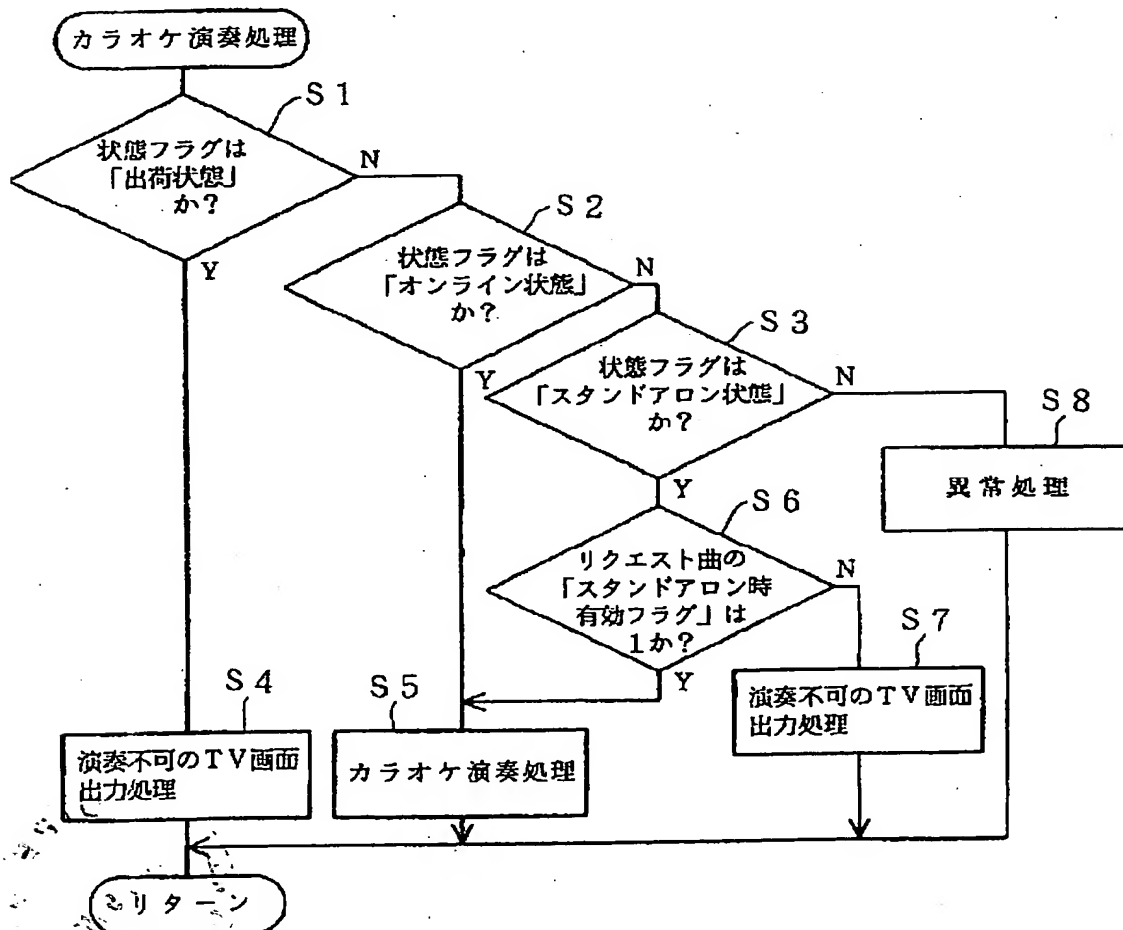 カラオケ演奏処理
S1
状態フラグは
「出荷状態」
か?
N
Y
S2
状態フラグは
「オンライン状態」
か?
N
Y
S3
状態フラグは
「スタンドアロン状態」
か?
N
Y
S8
異常処理
S6
リクエスト曲の
「スタンドアロン時
有効フラグ」は
1か?
N
Y
S7
演奏不可のTV画面
出力処理
S4
演奏不可のTV画面
出力処理
S5
カラオケ演奏処理
リターン